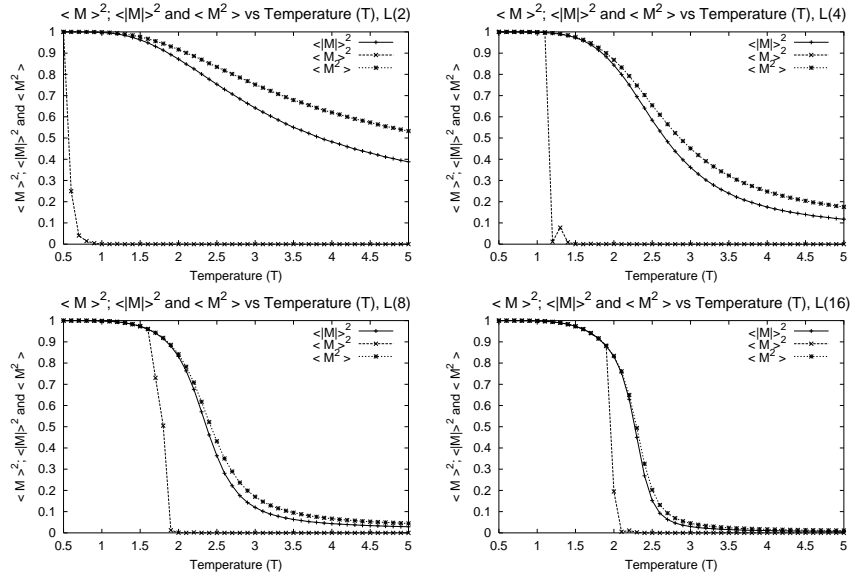 < M >²; <|M|>² and < M² > vs Temperature (T), L(2)
< M >²; <|M|>² and < M² >
1
0.9
0.8
0.7
0.6
0.5
0.4
0.3
0.2
0.1
0
0.5 1 1.5 2 2.5 3 3.5 4 4.5 5
Temperature (T)
<|M|>²
< M >²
< M² >
< M >²; <|M|>² and < M² > vs Temperature (T), L(4)
< M >²; <|M|>² and < M² >
1
0.9
0.8
0.7
0.6
0.5
0.4
0.3
0.2
0.1
0
0.5 1 1.5 2 2.5 3 3.5 4 4.5 5
Temperature (T)
<|M|>²
< M >²
< M² >
< M >²; <|M|>² and < M² > vs Temperature (T), L(8)
< M >²; <|M|>² and < M² >
1
0.9
0.8
0.7
0.6
0.5
0.4
0.3
0.2
0.1
0
0.5 1 1.5 2 2.5 3 3.5 4 4.5 5
Temperature (T)
<|M|>²
< M >²
< M² >
< M >²; <|M|>² and < M² > vs Temperature (T), L(16)
< M >²; <|M|>² and < M² >
1
0.9
0.8
0.7
0.6
0.5
0.4
0.3
0.2
0.1
0
0.5 1 1.5 2 2.5 3 3.5 4 4.5 5
Temperature (T)
<|M|>²
< M >²
< M² >